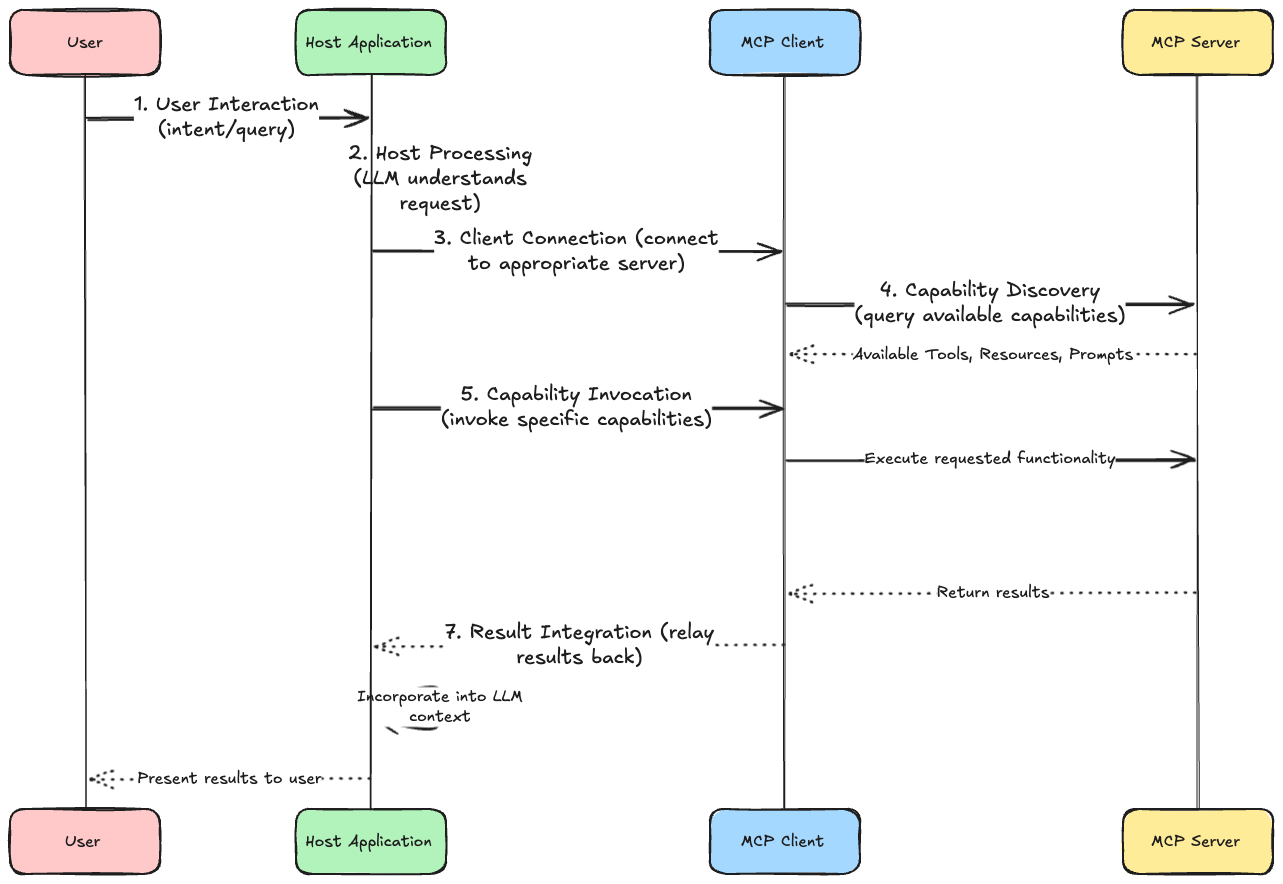 User
Host Application
MCP Client
MCP Server
1. User Interaction
(intent/query)
2. Host Processing
(LLM understands
request)
3. Client Connection (connect
to appropriate server)
4. Capability Discovery
(query available capabilities)
Available Tools, Resources, Prompts
5. Capability Invocation
(invoke specific capabilities)
Execute requested functionality
Return results
7. Result Integration (relay
results back)
Incorporate into LLM
context
Present results to user
User
Host Application
MCP Client
MCP Server